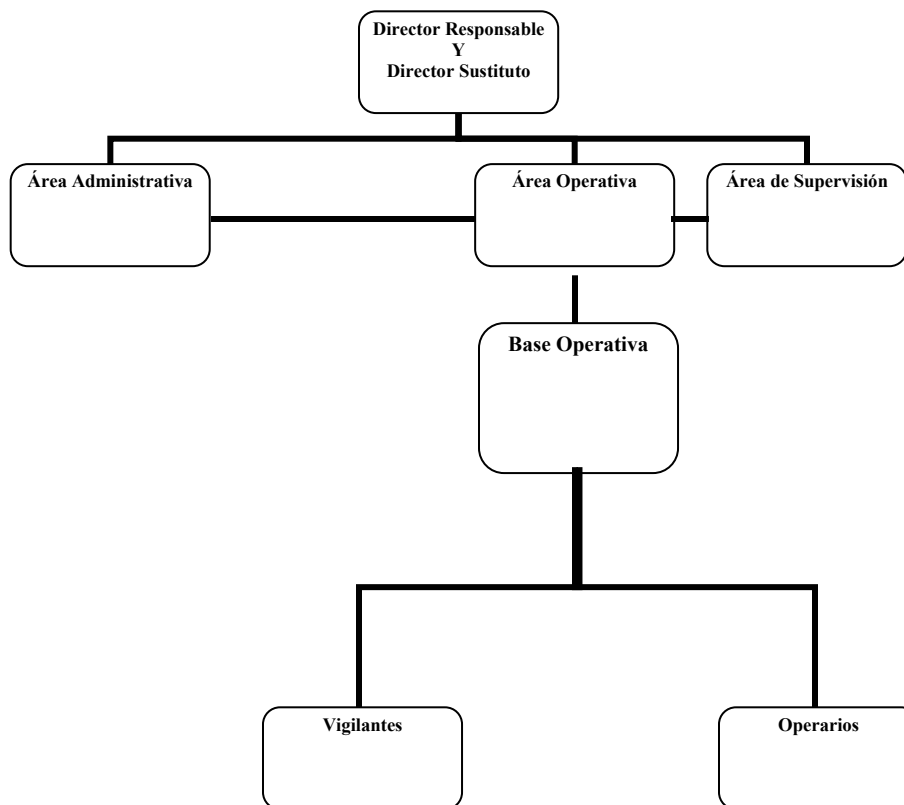 Director Responsable
Y
Director Sustituto
Área Administrativa
Área Operativa
Área de Supervisión
Base Operativa
Vigilantes
Operarios